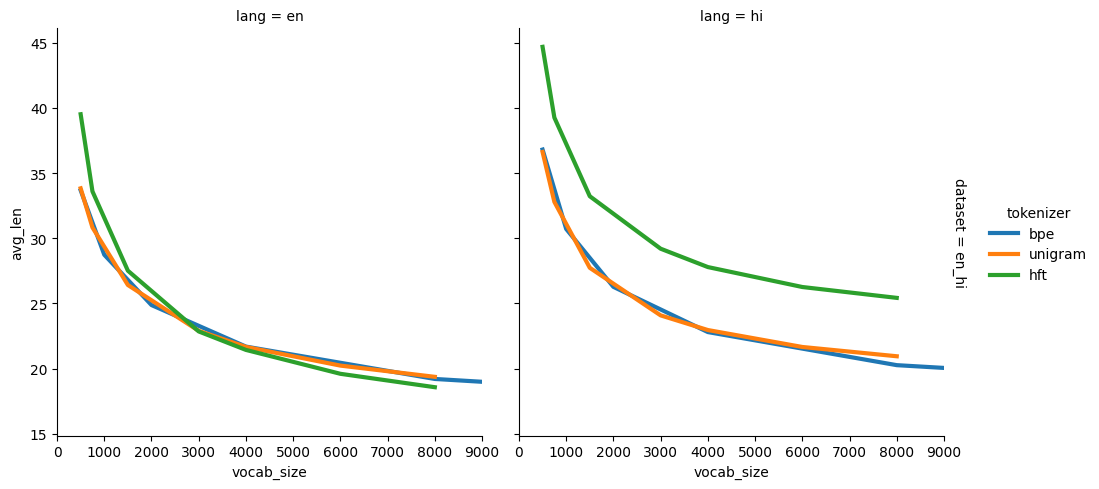 lang = en
lang = hi
45
40
35
30
25
20
15
avg_len
0 1000 2000 3000 4000 5000 6000 7000 8000 9000
vocab_size
0 1000 2000 3000 4000 5000 6000 7000 8000 9000
vocab_size
dataset = en_hi
tokenizer
bpe
unigram
hft